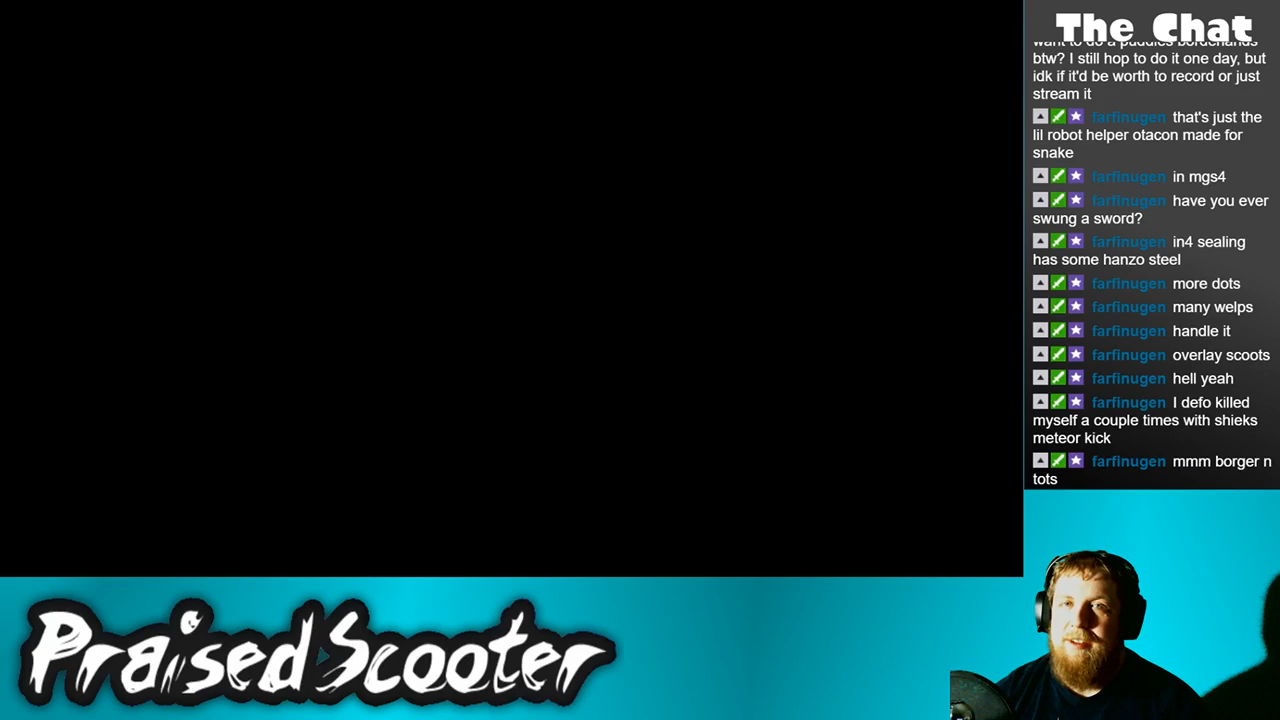 The Chat
want to do a puddles borderlands
btw? I still hop to do it one day, but
idk if it'd be worth to record or just
stream it
farfinugen that's just the
lil robot helper otacon made for
snake
farfinugen in mgs4
farfinugen have you ever
swung a sword?
farfinugen in4 sealing
has some hanzo steel
farfinugen more dots
farfinugen many welps
farfinugen handle it
farfinugen overlay scoots
farfinugen hell yeah
farfinugen I defo killed
myself a couple times with shieks
meteor kick
farfinugen mmm borger n
tots
PraisedScooter